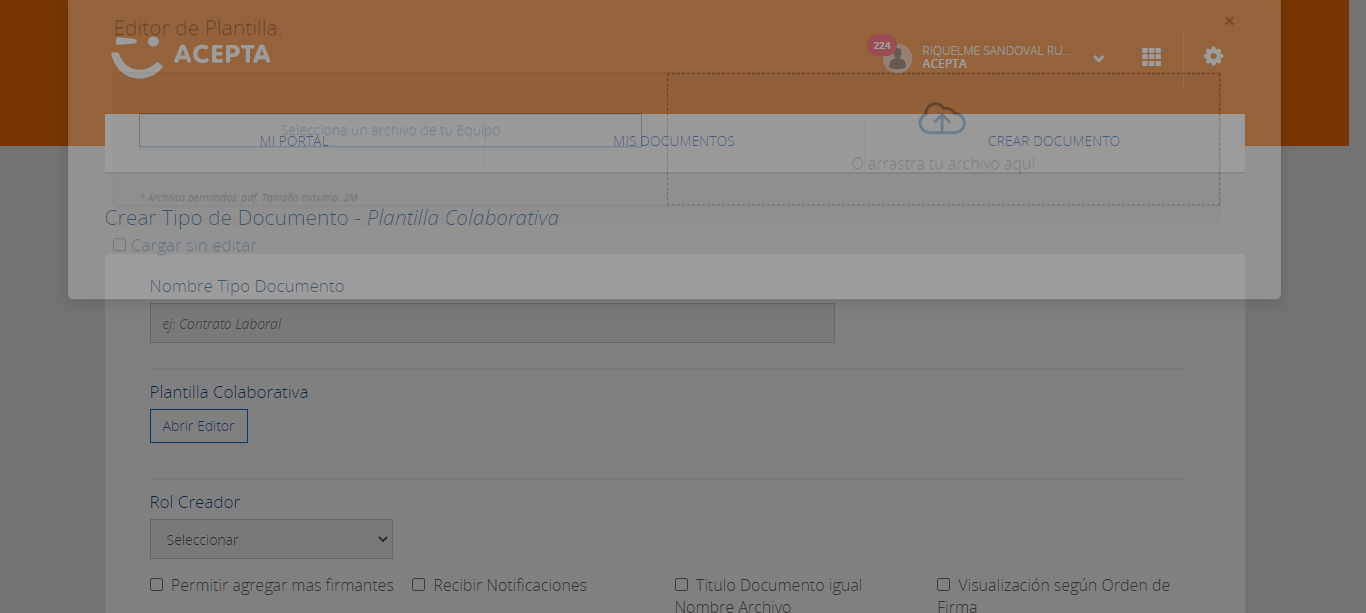 Editor de Plantilla.
×
ACEPTA
224
RIQUELME SANDOVAL RU...
ACEPTA
Selecciona un archivo de tu Equipo
MI PORTAL
MIS DOCUMENTOS
CREAR DOCUMENTO
O arrastra tu archivo aquí
* Archivos permitidos: pdf. Tamaño máximo: 2M
Crear Tipo de Documento - Plantilla Colaborativa
Cargar sin editar
Nombre Tipo Documento
ej: Contrato Laboral
Plantilla Colaborativa
Abrir Editor
Rol Creador
Seleccionar
Permitir agregar mas firmantes
Recibir Notificaciones
Titulo Documento igual
Nombre Archivo
Visualización según Orden de
Firma